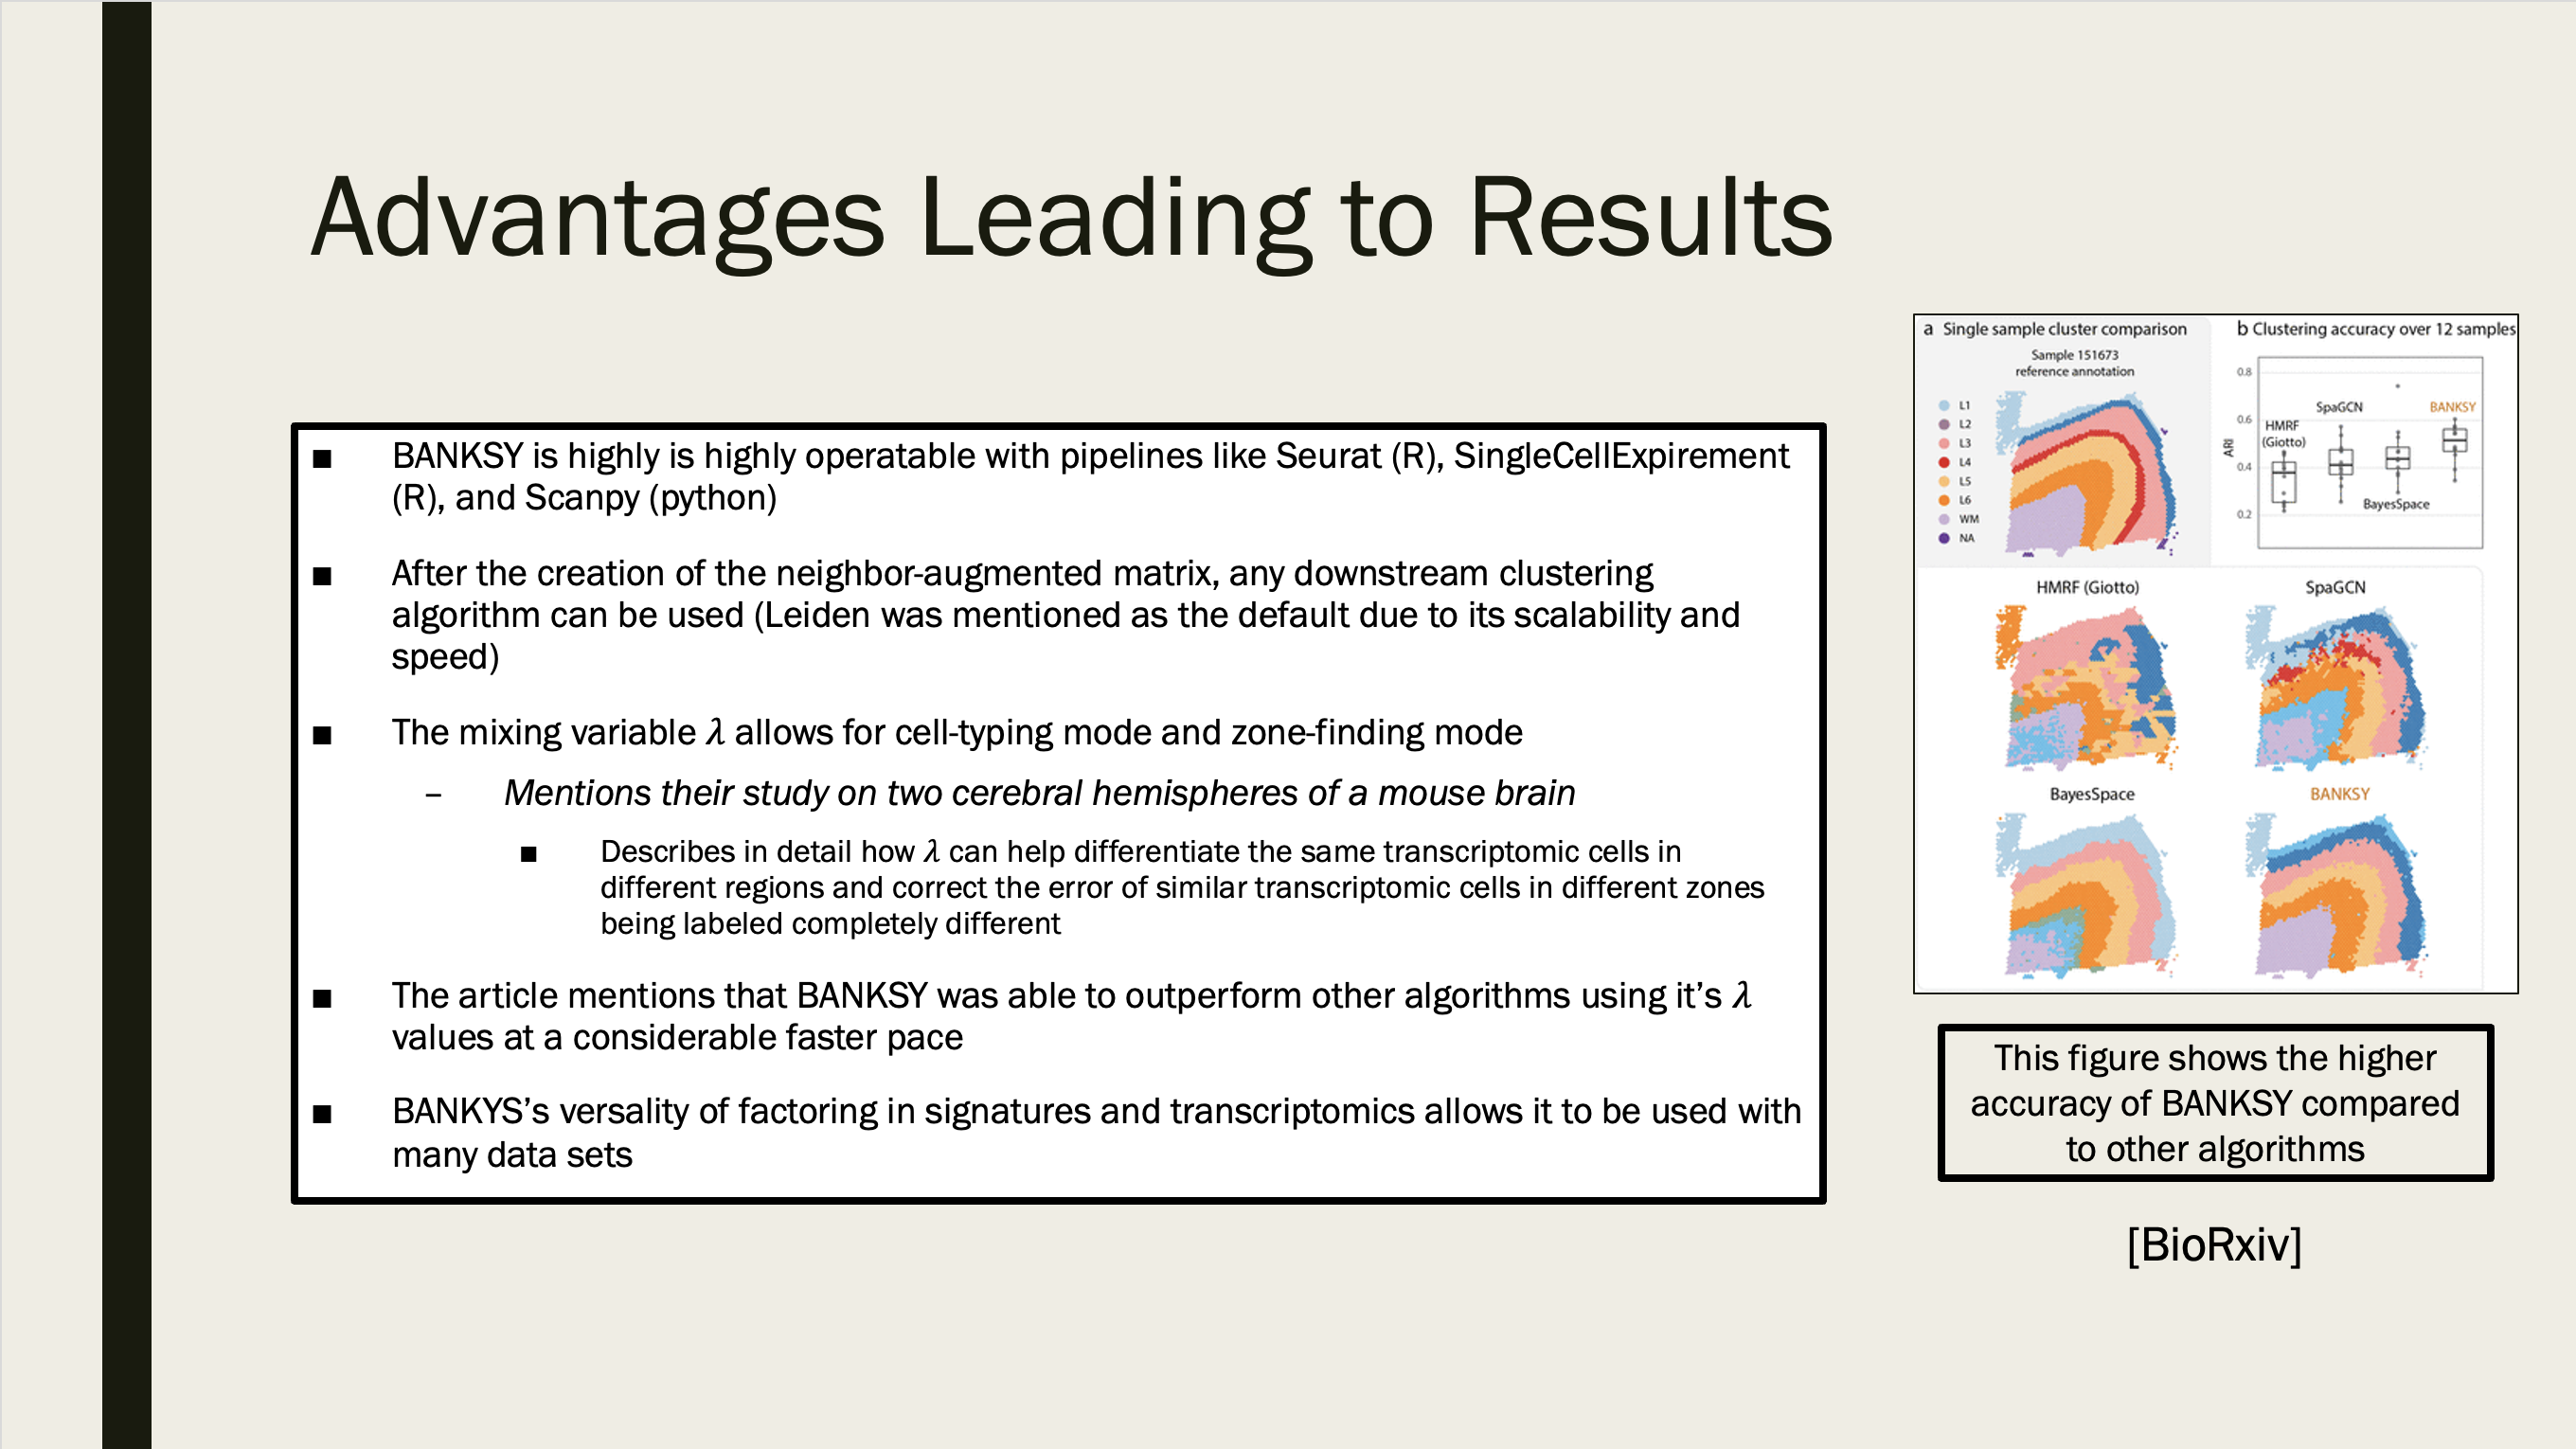 Advantages Leading to Results
■ BANKSY is highly is highly operatable with pipelines like Seurat (R), SingleCellExpirement
(R), and Scanpy (python)
■ After the creation of the neighbor-augmented matrix, any downstream clustering
algorithm can be used (Leiden was mentioned as the default due to its scalability and
speed)
■ The mixing variable λ allows for cell-typing mode and zone-finding mode
– Mentions their study on two cerebral hemispheres of a mouse brain
■ Describes in detail how λ can help differentiate the same transcriptomic cells in
different regions and correct the error of similar transcriptomic cells in different zones
being labeled completely different
■ The article mentions that BANKSY was able to outperform other algorithms using it’s λ
values at a considerable faster pace
■ BANKYS’s versality of factoring in signatures and transcriptomics allows it to be used with
many data sets
a Single sample cluster comparison
Sample 151673
reference annotation
L1
L2
L3
L4
L5
L6
WM
NA
b Clustering accuracy over 12 samples
ARI
0.8
0.6
0.4
0.2
HMRF
(Giotto)
SpaGCN
BayesSpace
BANKSY
HMRF (Giotto)
SpaGCN
BayesSpace
BANKSY
This figure shows the higher
accuracy of BANKSY compared
to other algorithms
[BioRxiv]